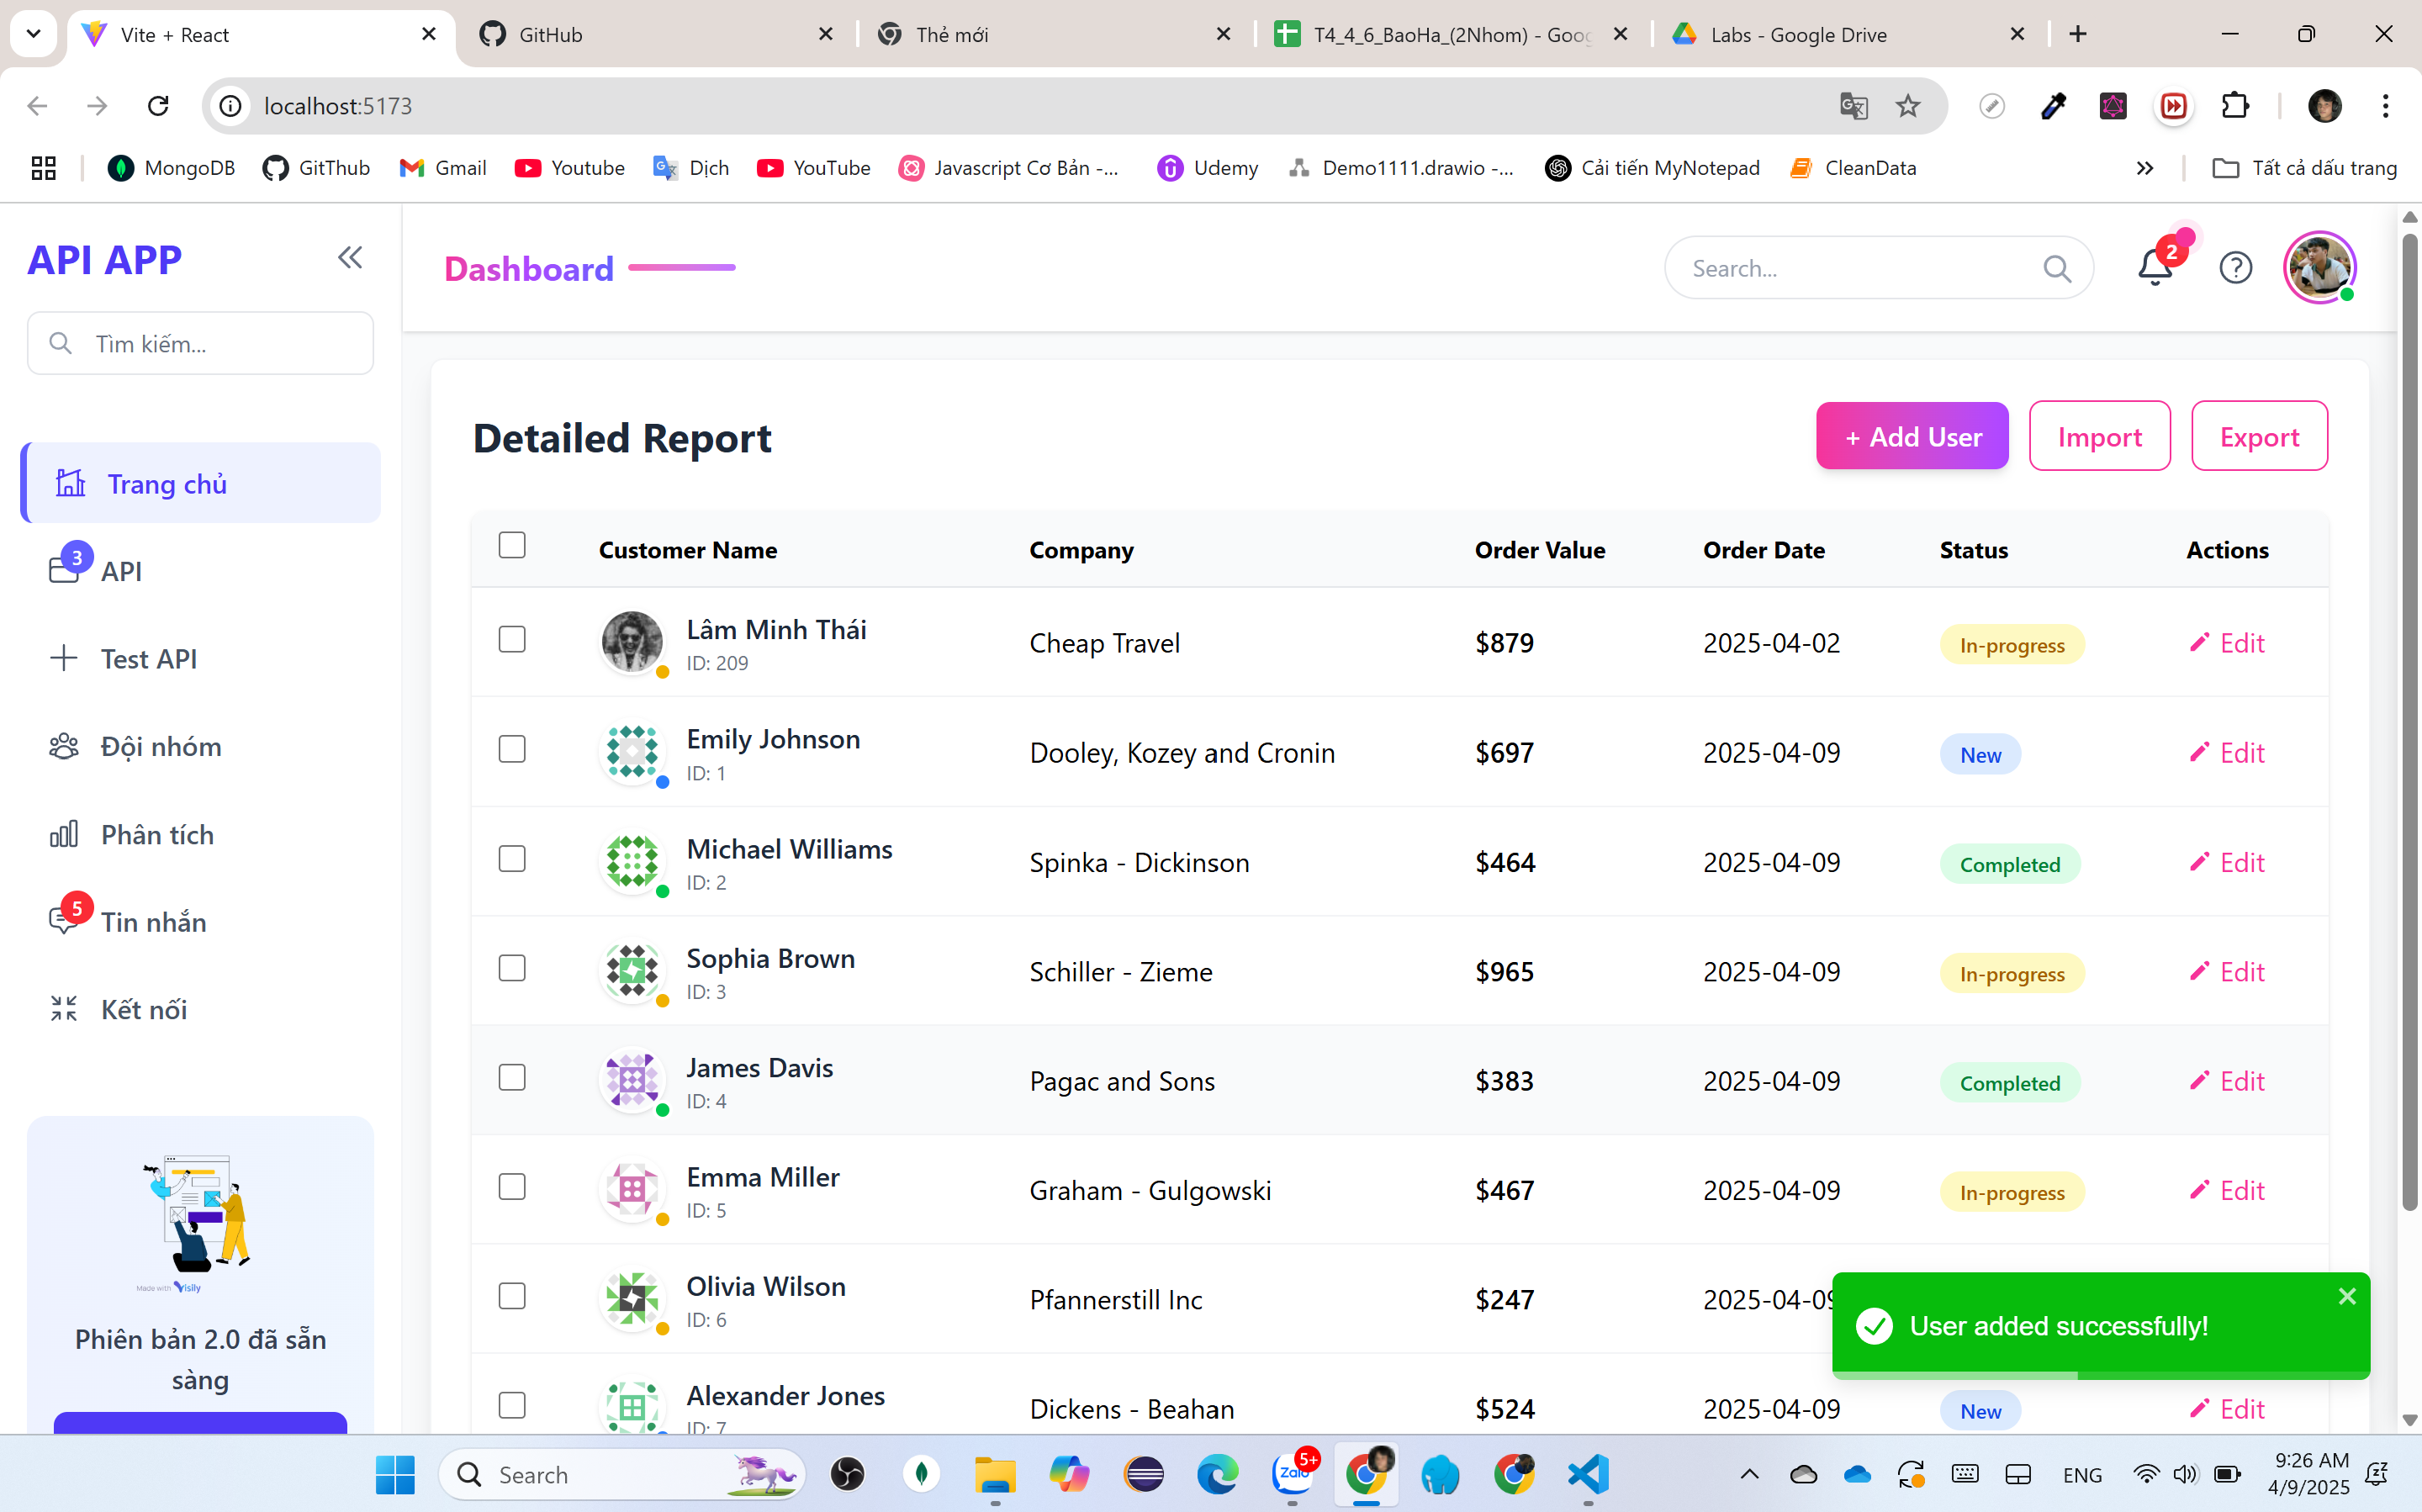 Vite + React
GitHub
Thẻ mới
T4_4_6_BaoHa_(2Nhom) - Goog
Labs - Google Drive
localhost:5173
MongoDB
GitThub
Gmail
Youtube
Dịch
YouTube
Javascript Cơ Bản -...
Udemy
Demo1111.drawio -...
Cải tiến MyNotepad
CleanData
Tất cả dấu trang
API APP
Tìm kiếm...
Trang chủ
3
API
Test API
Đội nhóm
Phân tích
5
Tin nhắn
Kết nối
Made with Visily
Phiên bản 2.0 đã sẵn
sàng
Dashboard
Search...
2
Detailed Report
+ Add User
Import
Export
Customer Name Company Order Value Order Date Status Actions
Lâm Minh Thái
ID: 209
Cheap Travel $879 2025-04-02 In-progress Edit
Emily Johnson
ID: 1
Dooley, Kozey and Cronin $697 2025-04-09 New Edit
Michael Williams
ID: 2
Spinka - Dickinson $464 2025-04-09 Completed Edit
Sophia Brown
ID: 3
Schiller - Zieme $965 2025-04-09 In-progress Edit
James Davis
ID: 4
Pagac and Sons $383 2025-04-09 Completed Edit
Emma Miller
ID: 5
Graham - Gulgowski $467 2025-04-09 In-progress Edit
Olivia Wilson
ID: 6
Pfannerstill Inc $247 2025-04-09
Alexander Jones
ID: 7
Dickens - Beahan $524 2025-04-09 New Edit
User added successfully!
Search
Zalo
5+
ENG
9:26 AM
4/9/2025